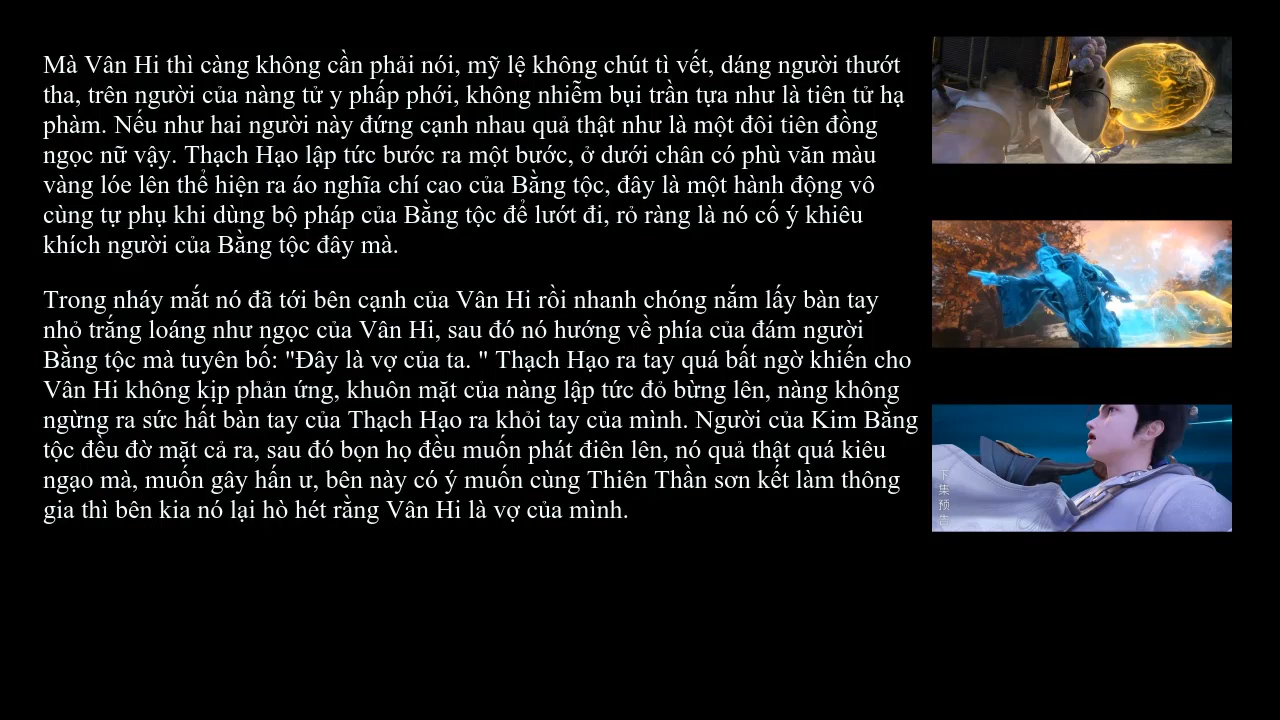 Mà Vân Hi thì càng không cần phải nói, mỹ lệ không chút tì vết, dáng người thướt
tha, trên người của nàng tử y phấp phới, không nhiễm bụi trần tựa như là tiên tử hạ
phàm. Nếu như hai người này đứng cạnh nhau quả thật như là một đôi tiên đồng
ngọc nữ vậy. Thạch Hạo lập tức bước ra một bước, ở dưới chân có phù văn màu
vàng lóe lên thể hiện ra áo nghĩa chí cao của Bằng tộc, đây là một hành động vô
cùng tự phụ khi dùng bộ pháp của Bằng tộc để lướt đi, rỏ ràng là nó cố ý khiêu
khích người của Bằng tộc đây mà.
Trong nháy mắt nó đã tới bên cạnh của Vân Hi rồi nhanh chóng nắm lấy bàn tay
nhỏ trắng loáng như ngọc của Vân Hi, sau đó nó hướng về phía của đám người
Bằng tộc mà tuyên bố: "Đây là vợ của ta. " Thạch Hạo ra tay quá bất ngờ khiến cho
Vân Hi không kịp phản ứng, khuôn mặt của nàng lập tức đỏ bừng lên, nàng không
ngừng ra sức hất bàn tay của Thạch Hạo ra khỏi tay của mình. Người của Kim Bằng
tộc đều đờ mặt cả ra, sau đó bọn họ đều muốn phát điên lên, nó quả thật quá kiêu
ngạo mà, muốn gây hấn ư, bên này có ý muốn cùng Thiên Thần sơn kết làm thông
gia thì bên kia nó lại hò hét rằng Vân Hi là vợ của mình.
下集预告